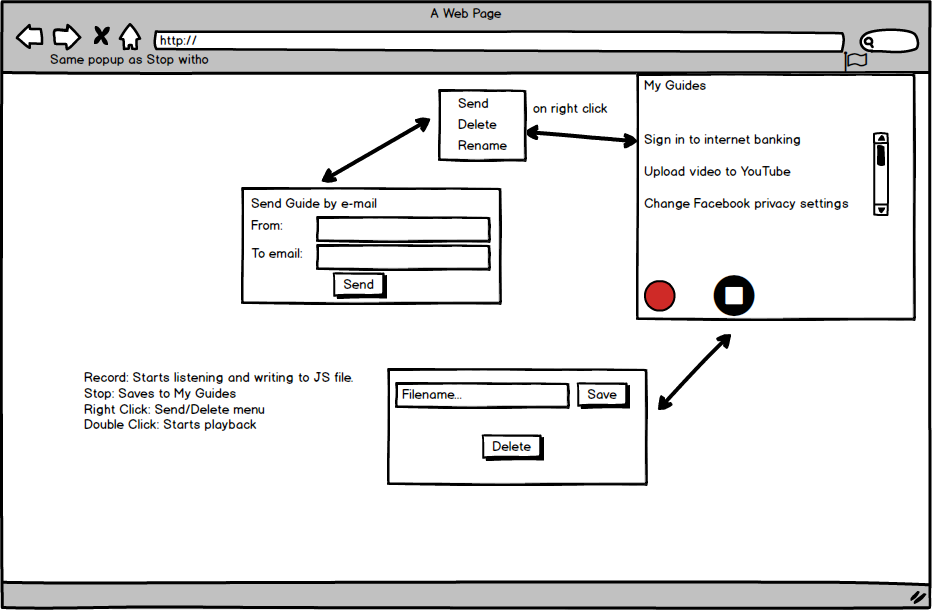 A Web Page
http://
Same popup as Stop witho
My Guides
Send
Delete
Rename
on right click
Sign in to internet banking
Upload video to YouTube
Change Facebook privacy settings
Send Guide by e-mail
From:
To email:
Send
Record: Starts listening and writing to JS file.
Stop: Saves to My Guides
Right Click: Send/Delete menu
Double Click: Starts playback
Filename...
Save
Delete